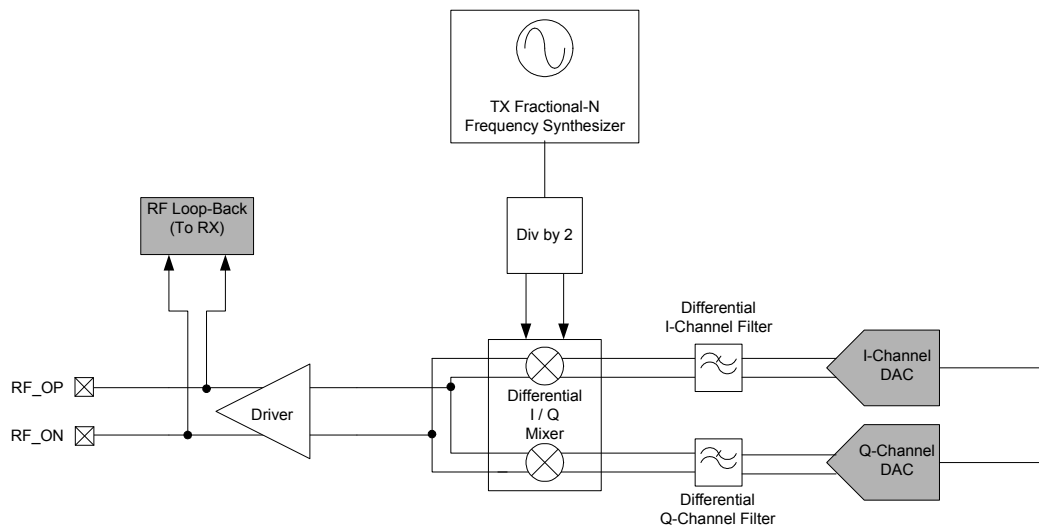 TX Fractional-N
Frequency Synthesizer
RF Loop-Back
(To RX)
Div by 2
Differential
I-Channel Filter
I-Channel
DAC
RF_OP
Driver
Differential
I / Q
Mixer
RF_ON
Q-Channel
DAC
Differential
Q-Channel Filter